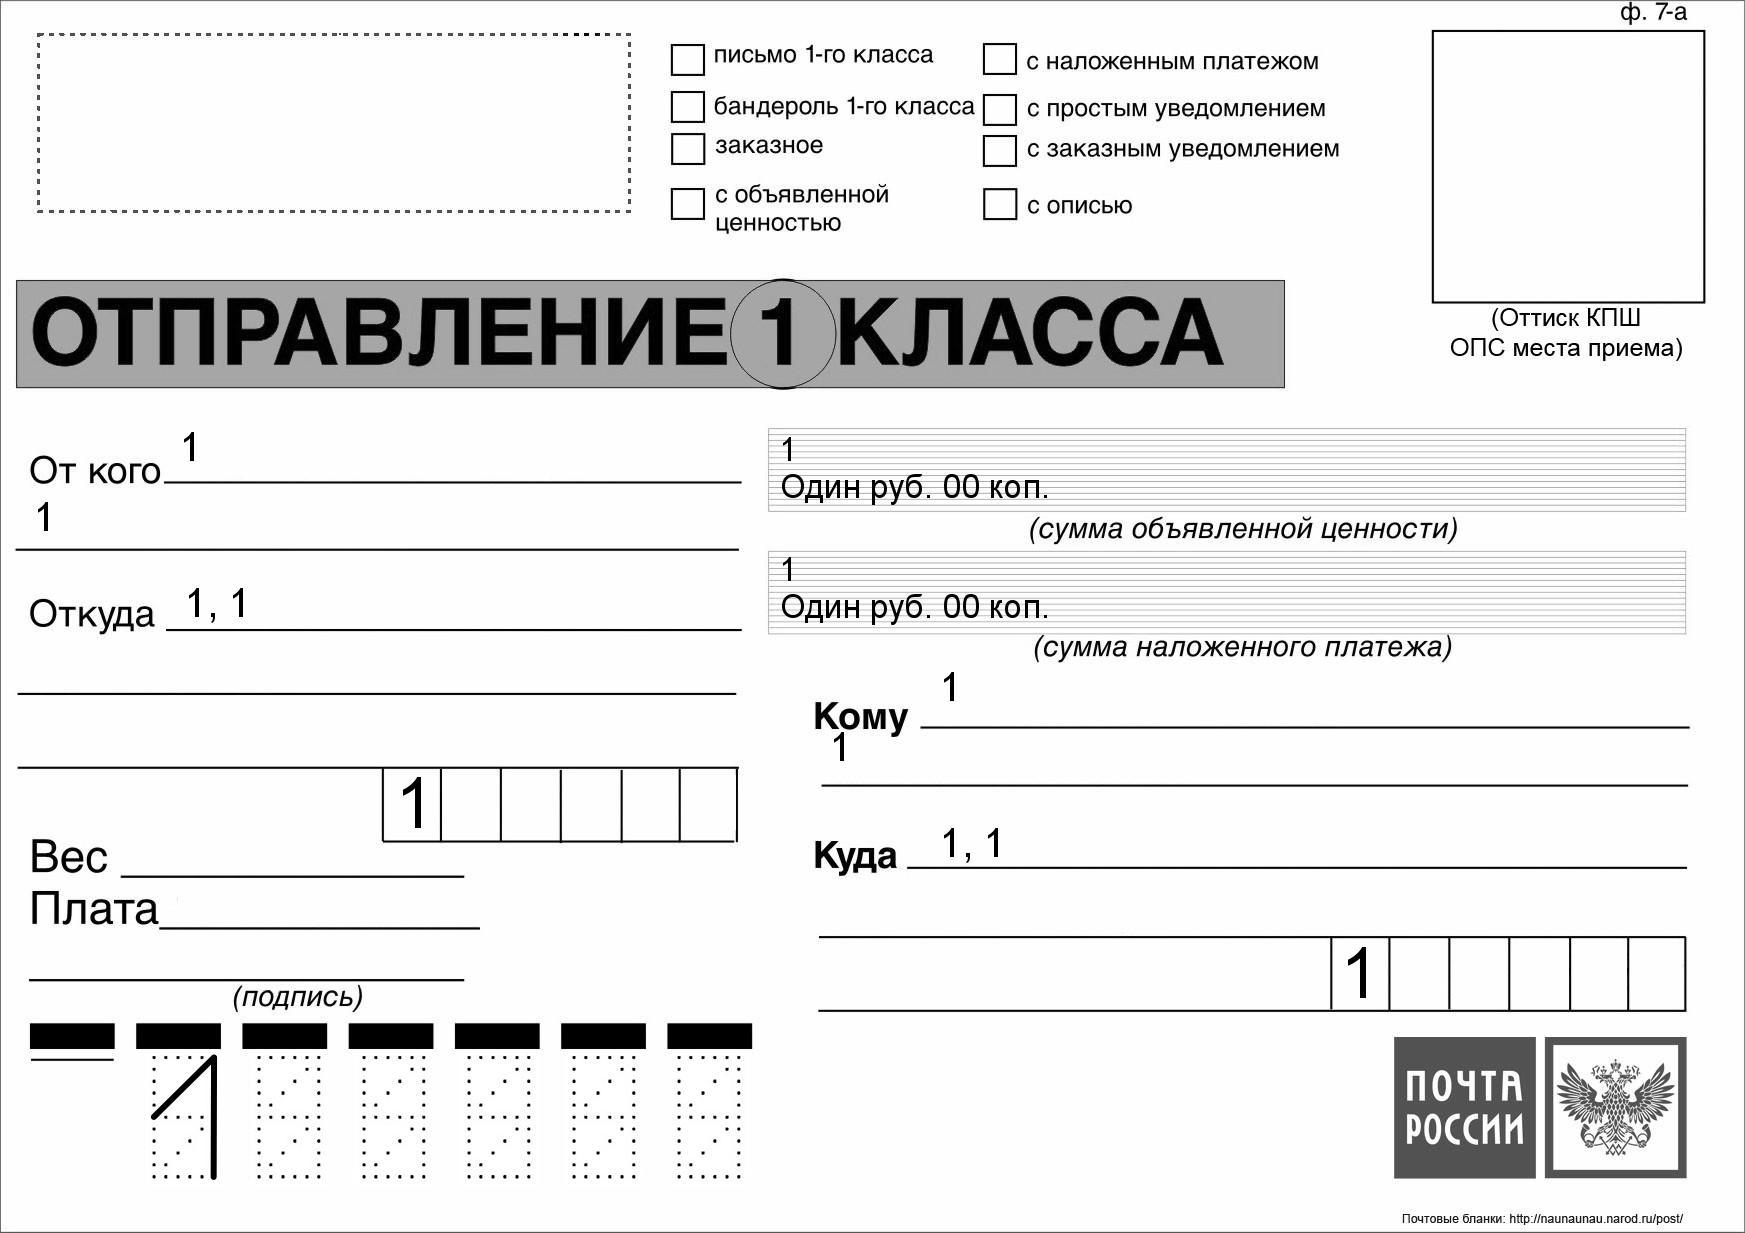 ф. 7-а
письмо 1-го класса
бандероль 1-го класса
заказное
с объявленной
ценностью
с наложенным платежом
с простым уведомлением
с заказным уведомлением
с описью
(Оттиск КПШ
ОПС места приема)
ОТПРАВЛЕНИЕ 1 КЛАССА
От кого 1
1
Откуда 1, 1
1
Вес
Плата
(подпись)
1
1
Один руб. 00 коп.
(сумма объявленной ценности)
1
Один руб. 00 коп.
(сумма наложенного платежа)
Кому 1
1
Куда 1, 1
1
ПОЧТА
РОССИИ
Почтовые бланки: http://naunaunau.narod.ru/post/